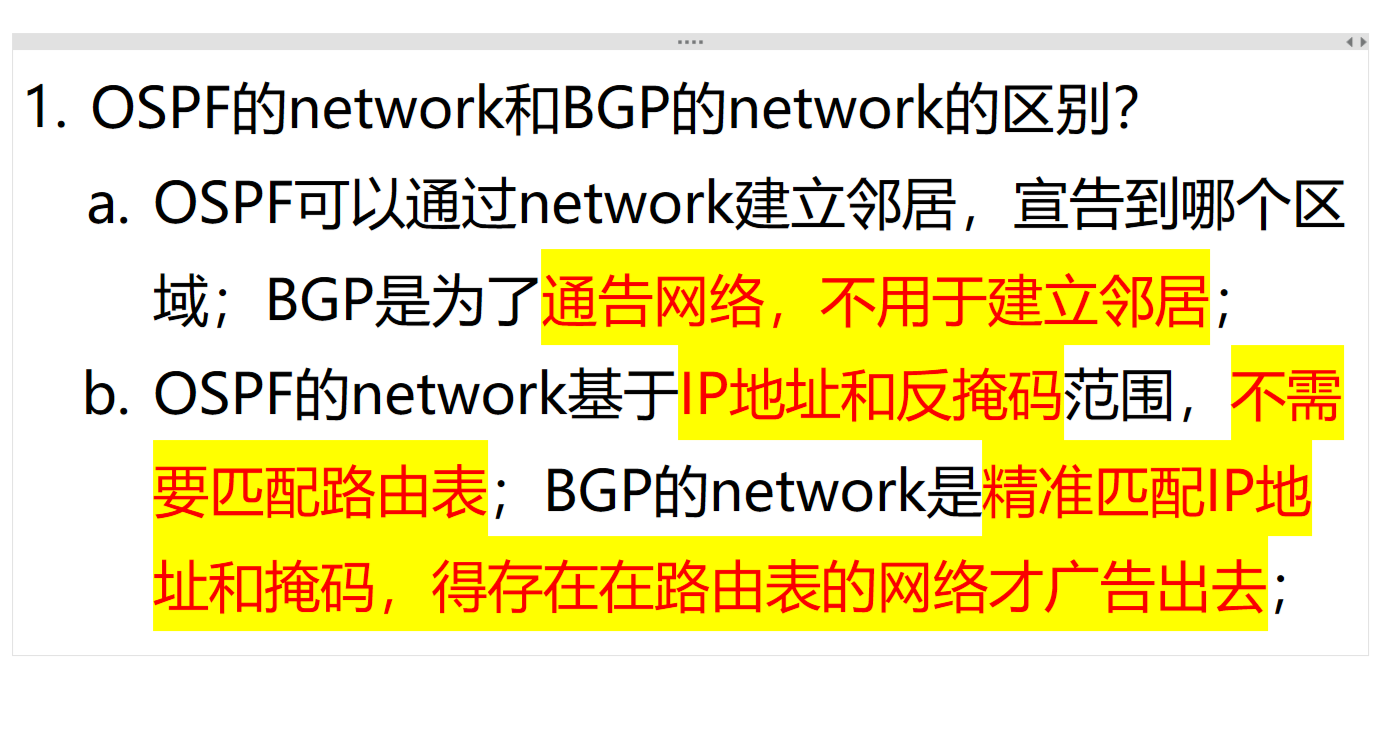 1. OSPF的network和BGP的network的区别？
a. OSPF可以通过network建立邻居，宣告到哪个区
域；BGP是为了通告网络，不用于建立邻居；
b. OSPF的network基于IP地址和反掩码范围，不需
要匹配路由表；BGP的network是精准匹配IP地
址和掩码，得存在在路由表的网络才广告出去；